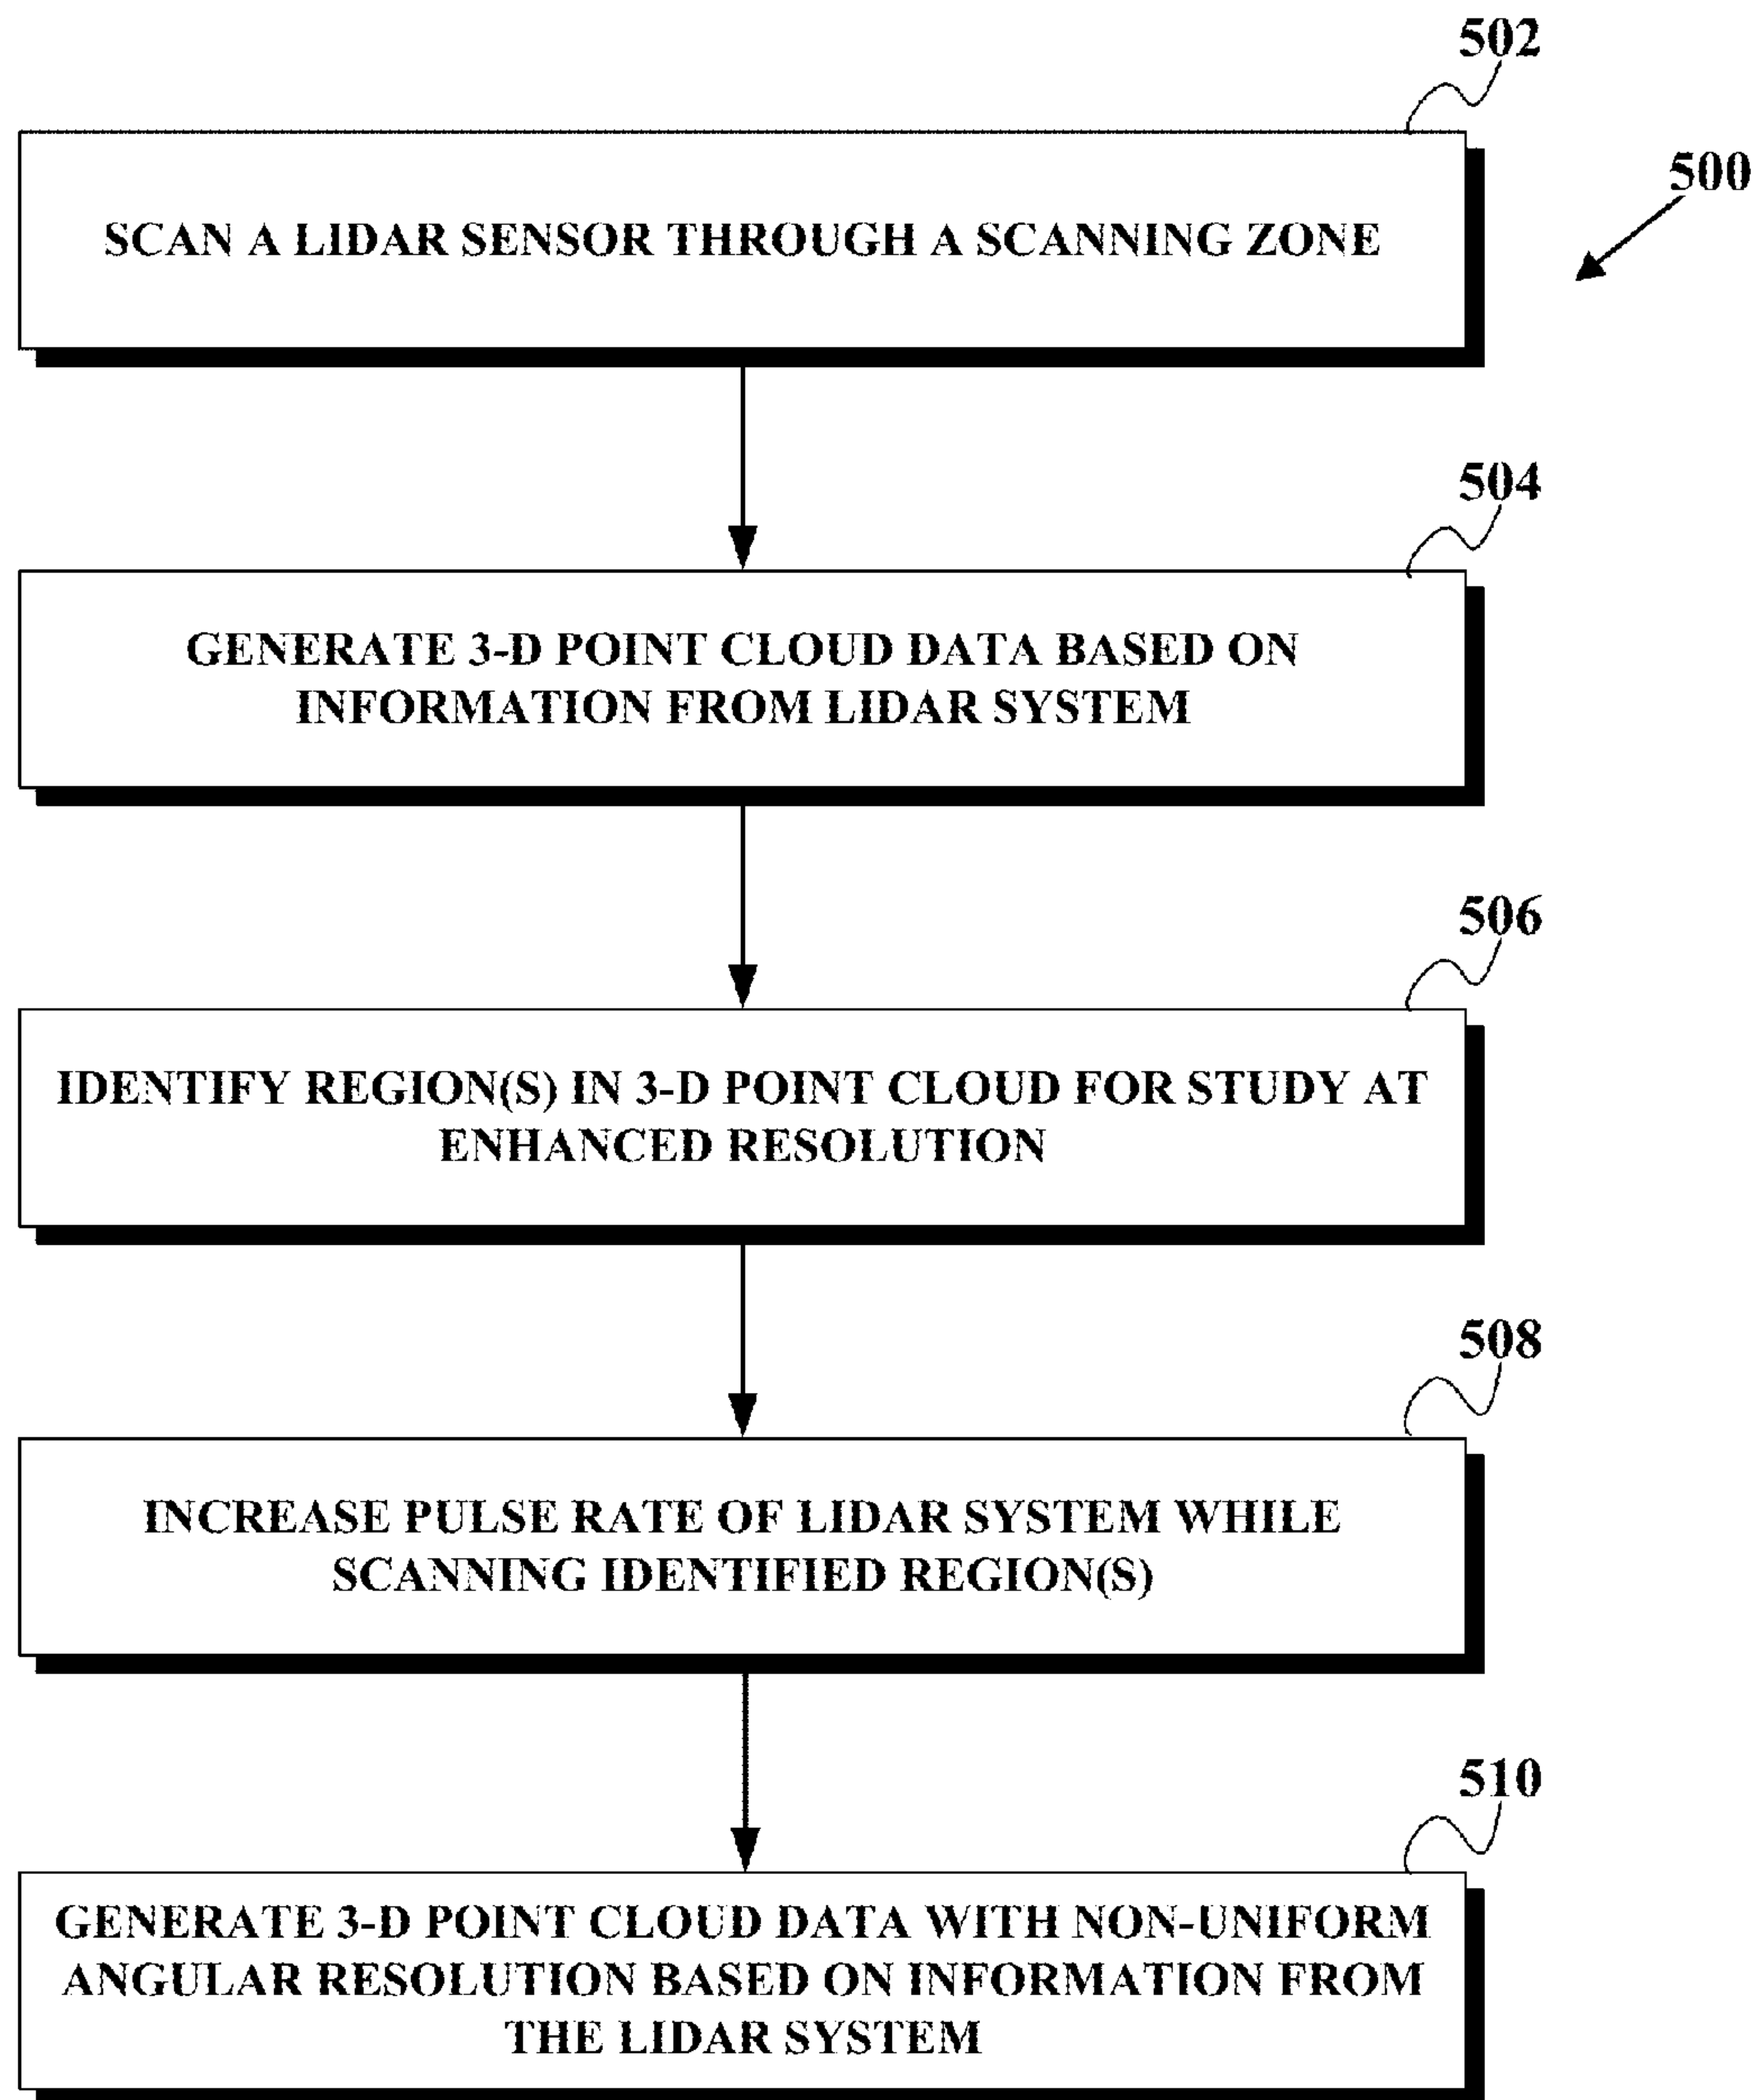 502
500
SCAN A LIDAR SENSOR THROUGH A SCANNING ZONE
504
GENERATE 3-D POINT CLOUD DATA BASED ON
INFORMATION FROM LIDAR SYSTEM
506
IDENTIFY REGION(S) IN 3-D POINT CLOUD FOR STUDY AT
ENHANCED RESOLUTION
508
INCREASE PULSE RATE OF LIDAR SYSTEM WHILE
SCANNING IDENTIFIED REGION(S)
510
GENERATE 3-D POINT CLOUD DATA WITH NON-UNIFORM
ANGULAR RESOLUTION BASED ON INFORMATION FROM
THE LIDAR SYSTEM